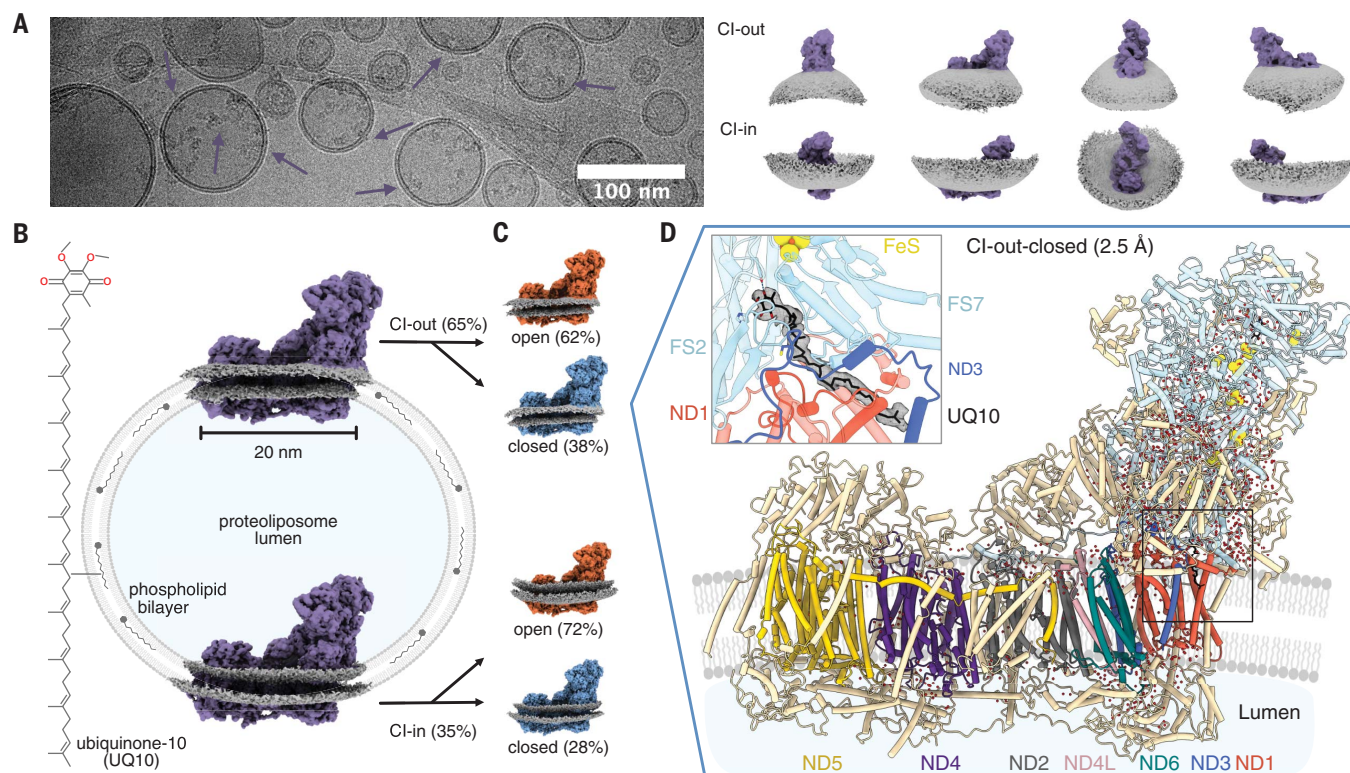 A
100 nm
CI-out
CI-in
B
O
O
O
O
CI-out (65%)
20 nm
proteoliposome
lumen
phospholipid
bilayer
CI-in (35%)
ubiquinone-10
(UQ10)
C
open (62%)
closed (38%)
open (72%)
closed (28%)
D
CI-out-closed (2.5 Å)
FeS
FS7
FS2
ND3
ND1
UQ10
Lumen
ND5
ND4
ND2
ND4L
ND6
ND3
ND1